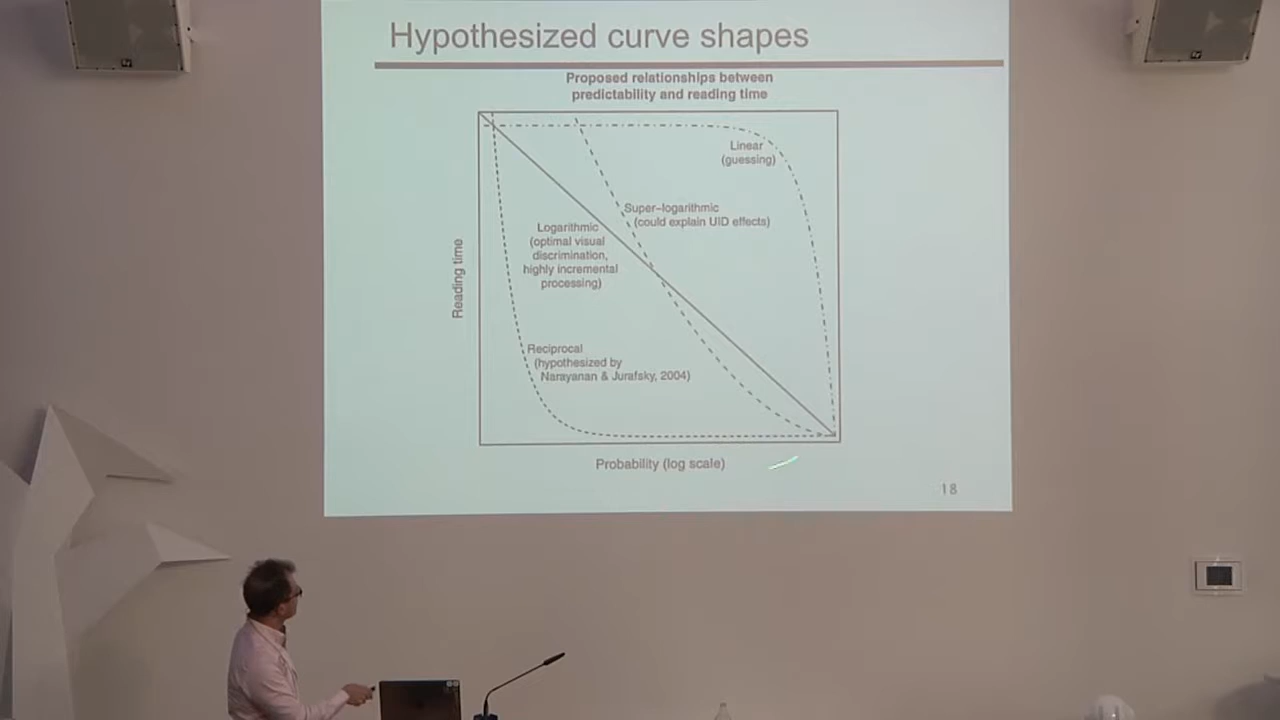 Hypothesized curve shapes
Proposed relationships between
predictability and reading time
Linear
(guessing)
Super–logarithmic
(could explain UID effects)
Logarithmic
(optimal visual
discrimination,
highly incremental
processing)
Reading time
Reciprocal
(hypothesized by
Narayanan & Jurafsky, 2004)
Probability (log scale)
18